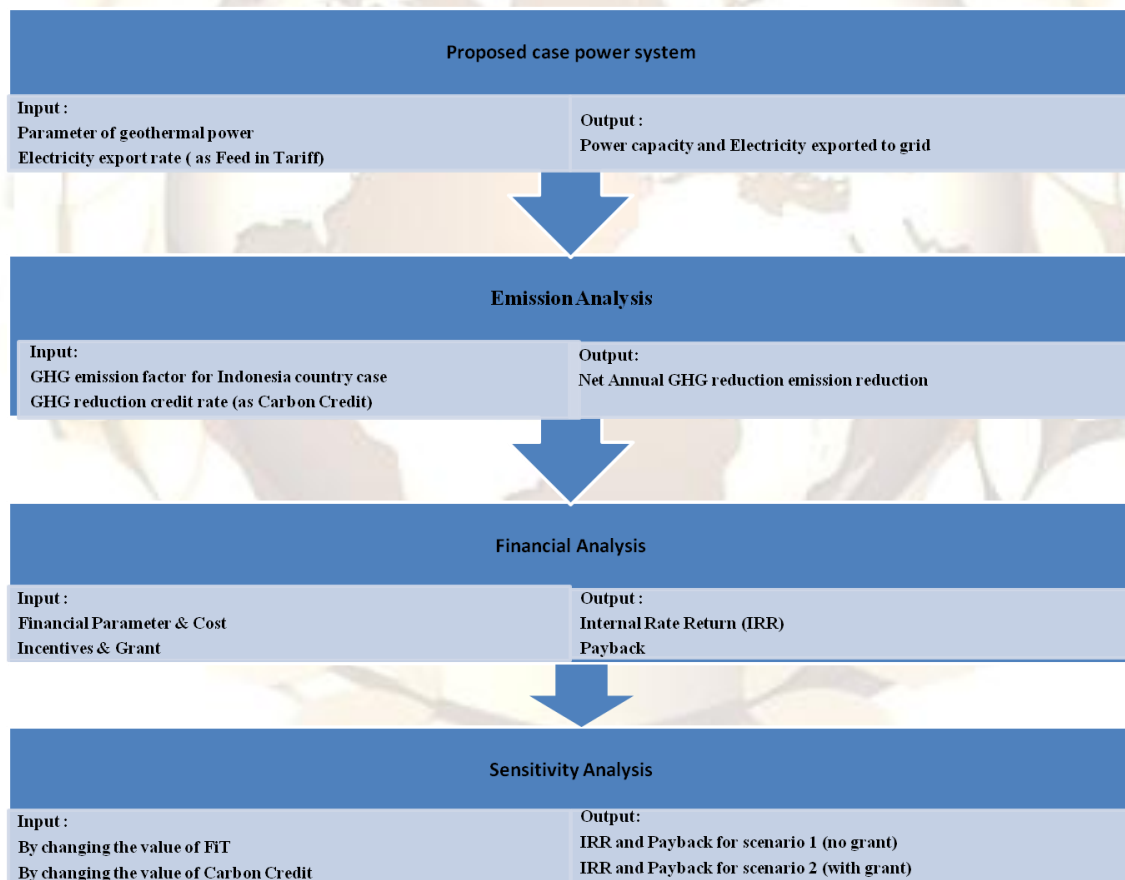 Proposed case power system
Input :
Parameter of geothermal power
Electricity export rate ( as Feed in Tariff)
Output :
Power capacity and Electricity exported to grid
Emission Analysis
Input:
GHG emission factor for Indonesia country case
GHG reduction credit rate (as Carbon Credit)
Output:
Net Annual GHG reduction emission reduction
Financial Analysis
Input :
Financial Parameter & Cost
Incentives & Grant
Output :
Internal Rate Return (IRR)
Payback
Sensitivity Analysis
Input :
By changing the value of FiT
By changing the value of Carbon Credit
Output:
IRR and Payback for scenario 1 (no grant)
IRR and Payback for scenario 2 (with grant)